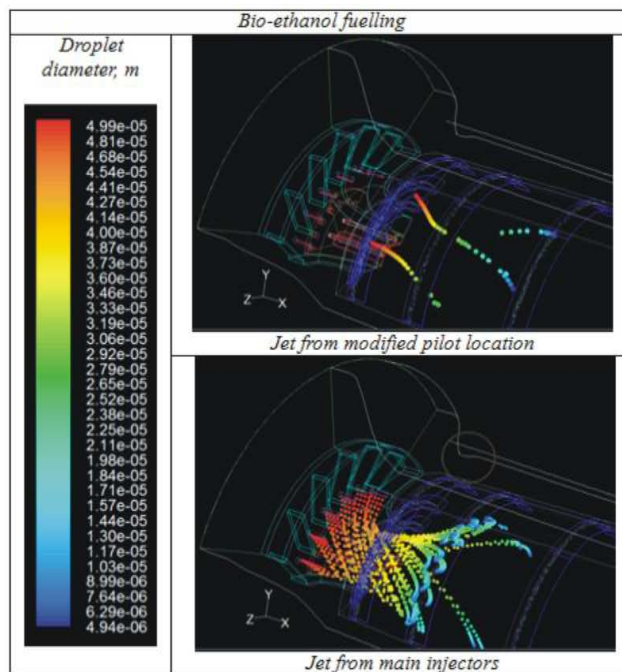 Bio-ethanol fuelling
Droplet
diameter, m
4.99e-05
4.81e-05
4.68e-05
4.54e-05
4.41e-05
4.27e-05
4.14e-05
4.00e-05
3.87e-05
3.73e-05
3.60e-05
3.46e-05
3.33e-05
3.19e-05
3.06e-05
2.92e-05
2.79e-05
2.65e-05
2.52e-05
2.38e-05
2.25e-05
2.11e-05
1.98e-05
1.84e-05
1.71e-05
1.57e-05
1.44e-05
1.30e-05
1.17e-05
1.03e-05
8.99e-06
7.64e-06
6.29e-06
4.94e-06
Y
Z X
Jet from modified pilot location
Y
Z X
Jet from main injectors